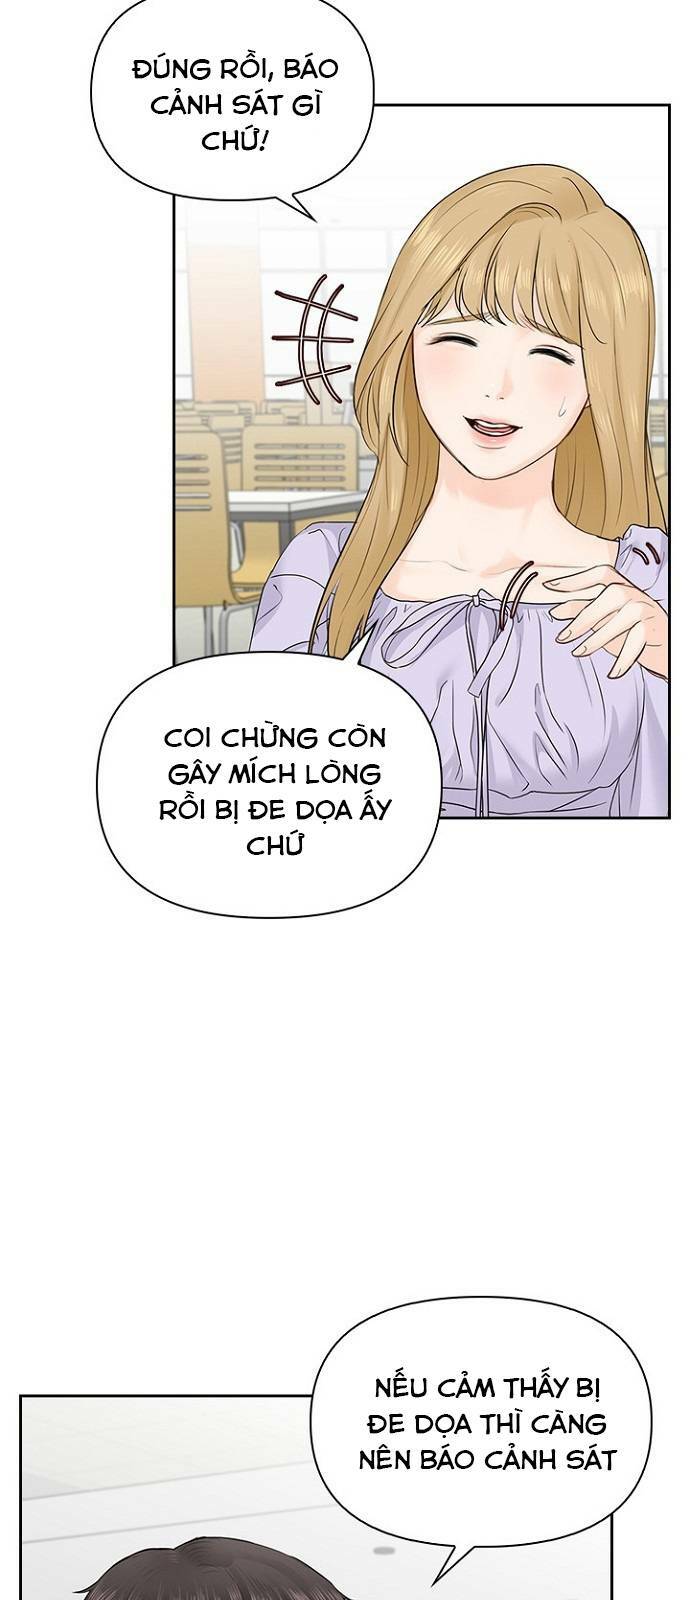 ĐÚNG RỒI, BÁO
CẢNH SÁT GÌ
CHỨ!
COI CHỪNG CÒN
GÂY MÍCH LÒNG
RỒI BỊ ĐE DỌA ẤY
CHỨ
NẾU CẢM THẤY BỊ
ĐE DỌA THÌ CÀNG
NÊN BÁO CẢNH SÁT